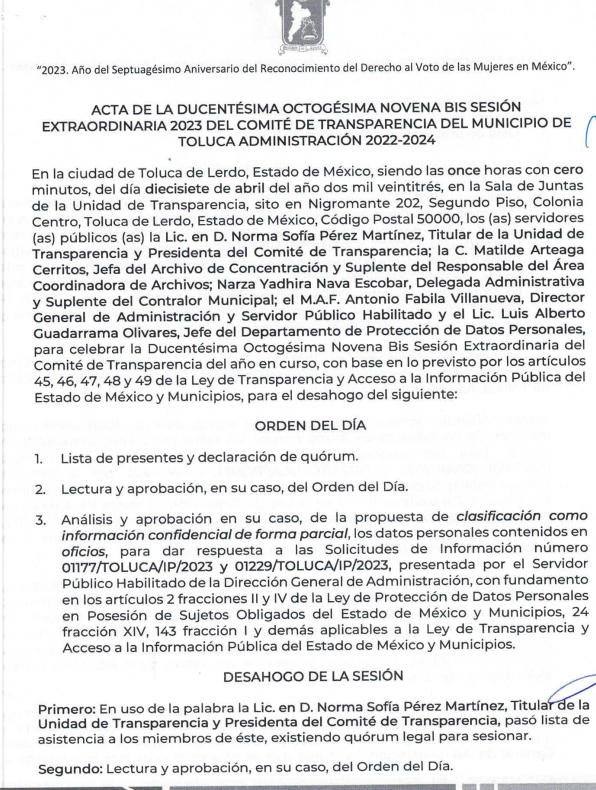 "2023. Año del Septuagésimo Aniversario del Reconocimiento del Derecho al Voto de las Mujeres en México".
ACTA DE LA DUCENTÉSIMA OCTOGÉSIMA NOVENA BIS SESIÓN
EXTRAORDINARIA 2023 DEL COMITÉ DE TRANSPARENCIA DEL MUNICIPIO DE
TOLUCA ADMINISTRACIÓN 2022-2024
En la ciudad de Toluca de Lerdo, Estado de México, siendo las once horas con cero
minutos, del día diecisiete de abril del año dos mil veintitrés, en la Sala de Juntas
de la Unidad de Transparencia, sito en Nigromante 202, Segundo Piso, Colonia
Centro, Toluca de Lerdo, Estado de México, Código Postal 50000, los (as) servidores
(as) públicos (as) la Lic. en D. Norma Sofía Pérez Martínez, Titular de la Unidad de
Transparencia y Presidenta del Comité de Transparencia; la C. Matilde Arteaga
Cerritos, Jefa del Archivo de Concentración y Suplente del Responsable del Área
Coordinadora de Archivos; Narza Yadhira Nava Escobar, Delegada Administrativa
y Suplente del Contralor Municipal; el M.A.F. Antonio Fabila Villanueva, Director
General de Administración y Servidor Público Habilitado y el Lic. Luis Alberto
Guadarrama Olivares, Jefe del Departamento de Protección de Datos Personales,
para celebrar la Ducentésima Octogésima Novena Bis Sesión Extraordinaria del
Comité de Transparencia del año en curso, con base en lo previsto por los artículos
45, 46, 47, 48 y 49 de la Ley de Transparencia y Acceso a la Información Pública del
Estado de México y Municipios, para el desahogo del siguiente:
ORDEN DEL DÍA
1. Lista de presentes y declaración de quórum.
2. Lectura y aprobación, en su caso, del Orden del Día.
3. Análisis y aprobación en su caso, de la propuesta de clasificación como
información confidencial de forma parcial, los datos personales contenidos en
oficios, para dar respuesta a las Solicitudes de Información número
01177/TOLUCA/IP/2023 y 01229/TOLUCA/IP/2023, presentada por el Servidor
Público Habilitado de la Dirección General de Administración, con fundamento
en los artículos 2 fracciones II y IV de la Ley de Protección de Datos Personales
en Posesión de Sujetos Obligados del Estado de México y Municipios, 24
fracción XIV, 143 fracción I y demás aplicables a la Ley de Transparencia y
Acceso a la Información Pública del Estado de México y Municipios.
DESAHOGO DE LA SESIÓN
Primero: En uso de la palabra la Lic. en D. Norma Sofía Pérez Martínez, Titular de la
Unidad de Transparencia y Presidenta del Comité de Transparencia, pasó lista de
asistencia a los miembros de éste, existiendo quórum legal para sesionar.
Segundo: Lectura y aprobación, en su caso, del Orden del Día.